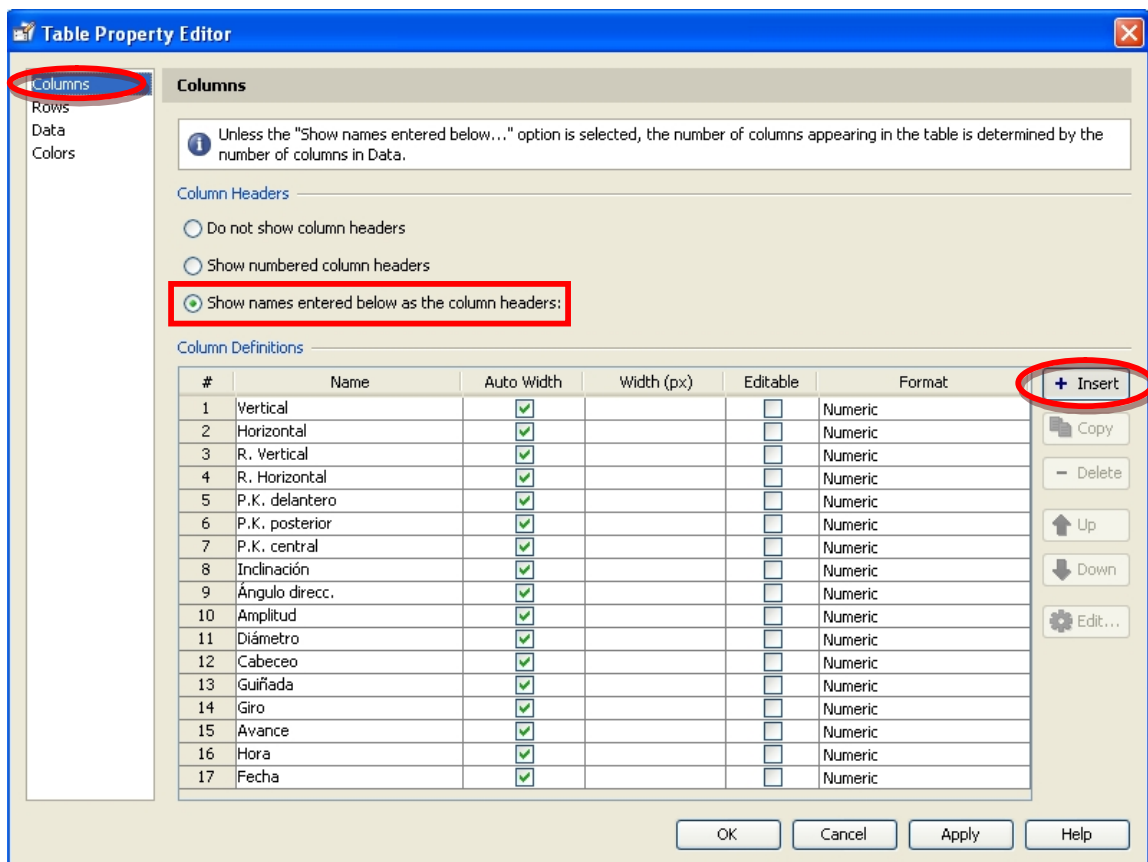 Table Property Editor
Columns
Rows
Data
Colors
Columns
Unless the "Show names entered below..." option is selected, the number of columns appearing in the table is determined by the
number of columns in Data.
Column Headers
Do not show column headers
Show numbered column headers
Show names entered below as the column headers:
Column Definitions
# Name Auto Width Width (px) Editable Format
1 Vertical Numeric
2 Horizontal Numeric
3 R. Vertical Numeric
4 R. Horizontal Numeric
5 P.K. delantero Numeric
6 P.K. posterior Numeric
7 P.K. central Numeric
8 Inclinación Numeric
9 Ángulo direcc. Numeric
10 Amplitud Numeric
11 Diámetro Numeric
12 Cabeceo Numeric
13 Guiñada Numeric
14 Giro Numeric
15 Avance Numeric
16 Hora Numeric
17 Fecha Numeric
+ Insert
Copy
- Delete
Up
Down
Edit...
OK Cancel Apply Help